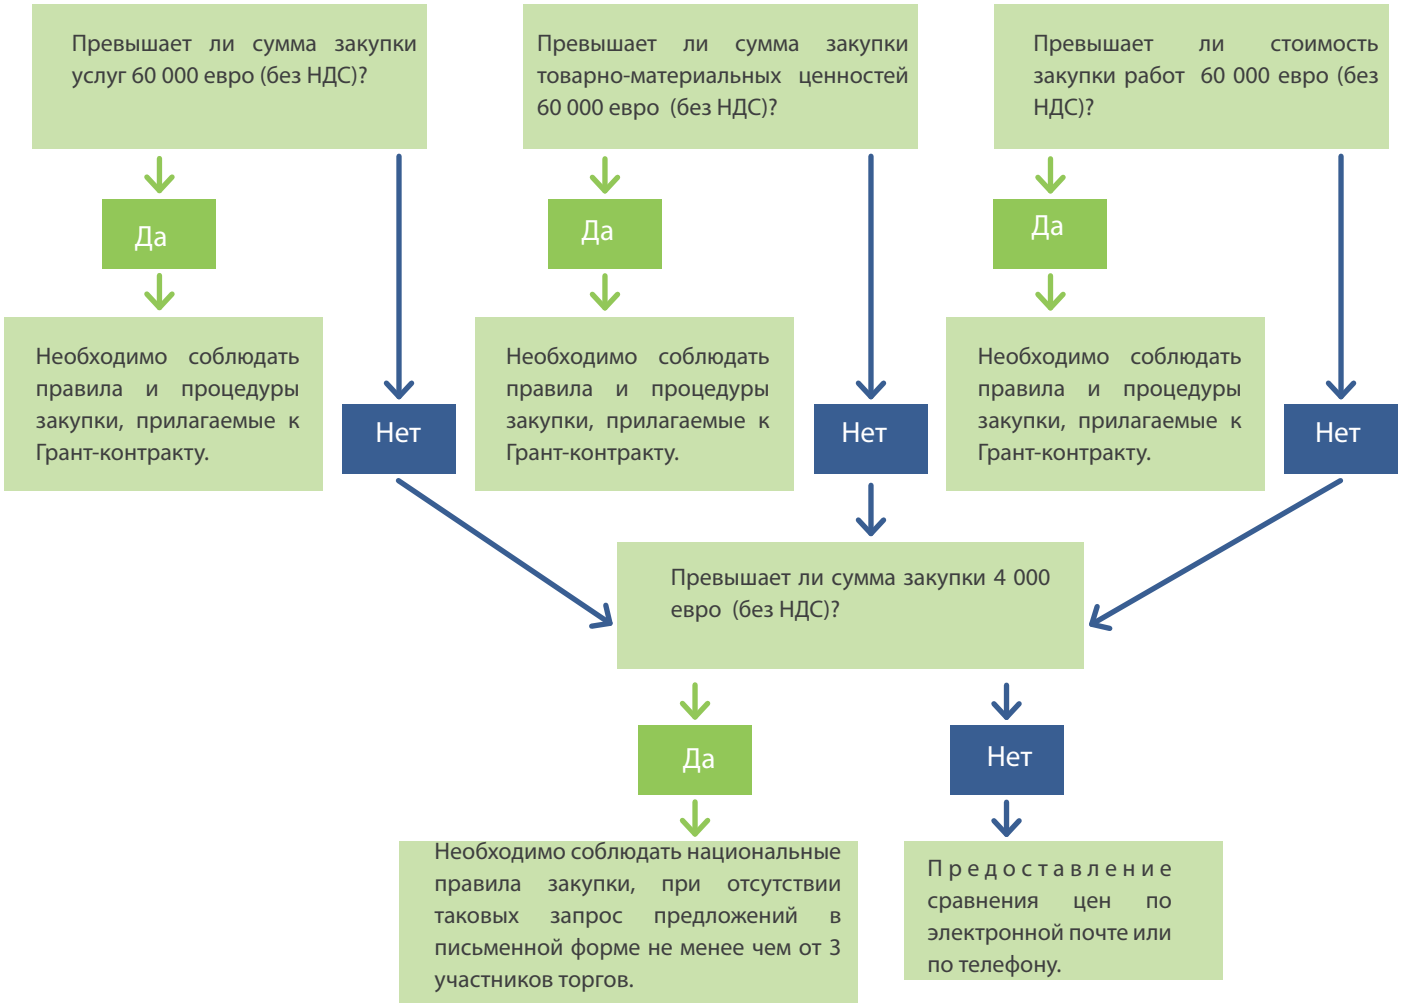 Превышает ли сумма закупки
услуг 60 000 евро (без НДС)?
Превышает ли сумма закупки
товарно-материальных ценностей
60 000 евро (без НДС)?
Превышает ли стоимость
закупки работ 60 000 евро (без
НДС)?
Да
Да
Да
Необходимо соблюдать
правила и процедуры
закупки, прилагаемые к
Грант-контракту.
Нет
Необходимо соблюдать
правила и процедуры
закупки, прилагаемые к
Грант-контракту.
Нет
Необходимо соблюдать
правила и процедуры
закупки, прилагаемые к
Грант-контракту.
Нет
Превышает ли сумма закупки 4 000
евро (без НДС)?
Да
Нет
Необходимо соблюдать национальные
правила закупки, при отсутствии
таковых запрос предложений в
письменной форме не менее чем от 3
участников торгов.
Предоставление
сравнения цен по
электронной почте или
по телефону.